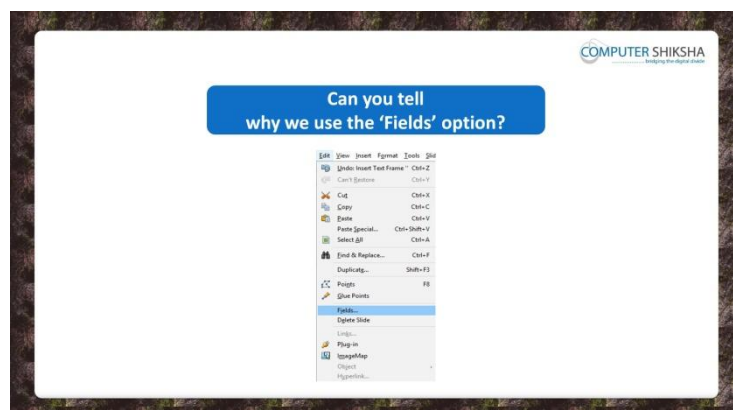 COMPUTER SHIKSHA
bridging the digital divide
Can you tell
why we use the ‘Fields’ option?
Edit View Insert Format Tools Slid
Undo: Insert Text Frame " Ctrl+Z
Can't Restore Ctrl+Y
Cut Ctrl+X
Copy Ctrl+C
Paste Ctrl+V
Paste Special... Ctrl+Shift+V
Select All Ctrl+A
Find & Replace... Ctrl+F
Duplicate... Shift+F3
Points F8
Glue Points
Fields...
Delete Slide
Links...
Plug-in
ImageMap
Object
Hyperlink...